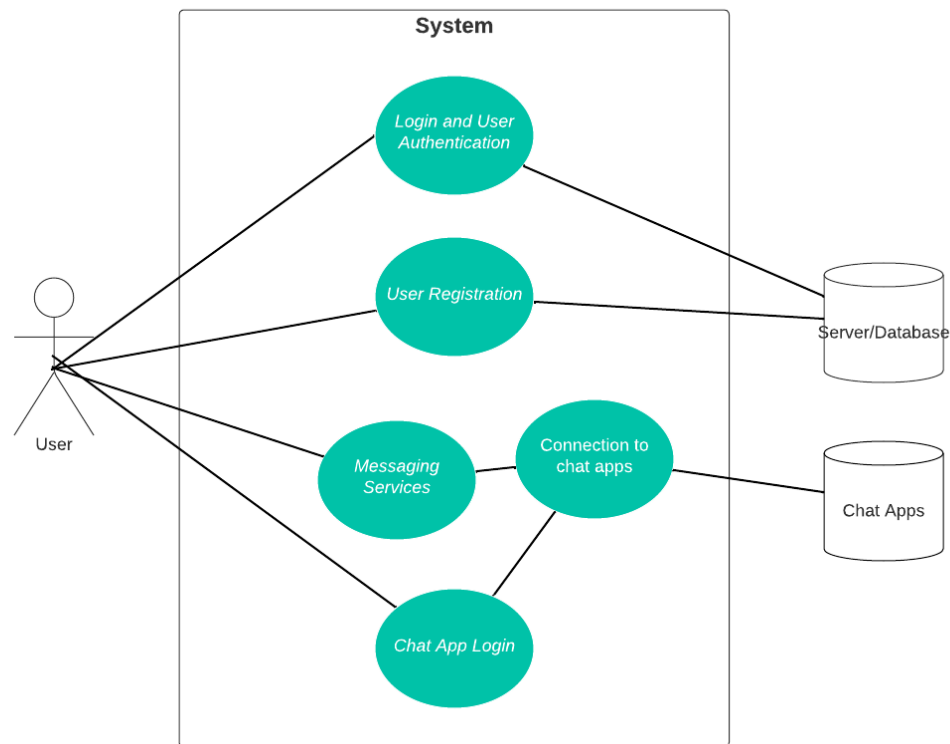 System
Login and User
Authentication
User Registration
Server/Database
User
Messaging
Services
Connection to
chat apps
Chat Apps
Chat App Login